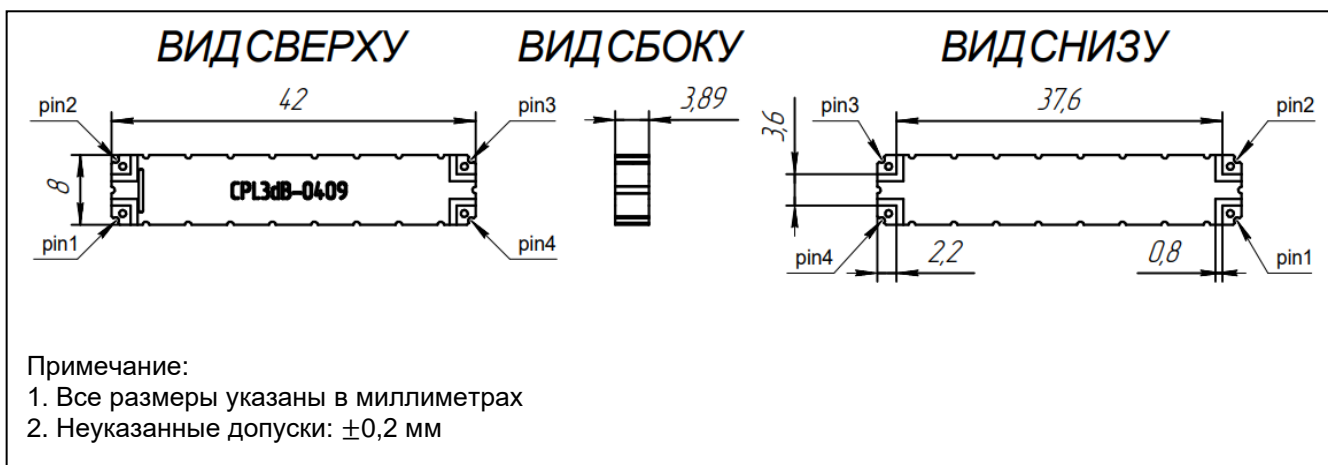 ВИД СВЕРХУ ВИД СБОКУ ВИД СНИЗУ
pin2 42 pin3 3,89 pin3 37,6 pin2
3,6
8 CPL3dB-0409
pin1 pin4 pin4 2,2 0,8 pin1
Примечание:
1. Все размеры указаны в миллиметрах
2. Неуказанные допуски: ±0,2 мм